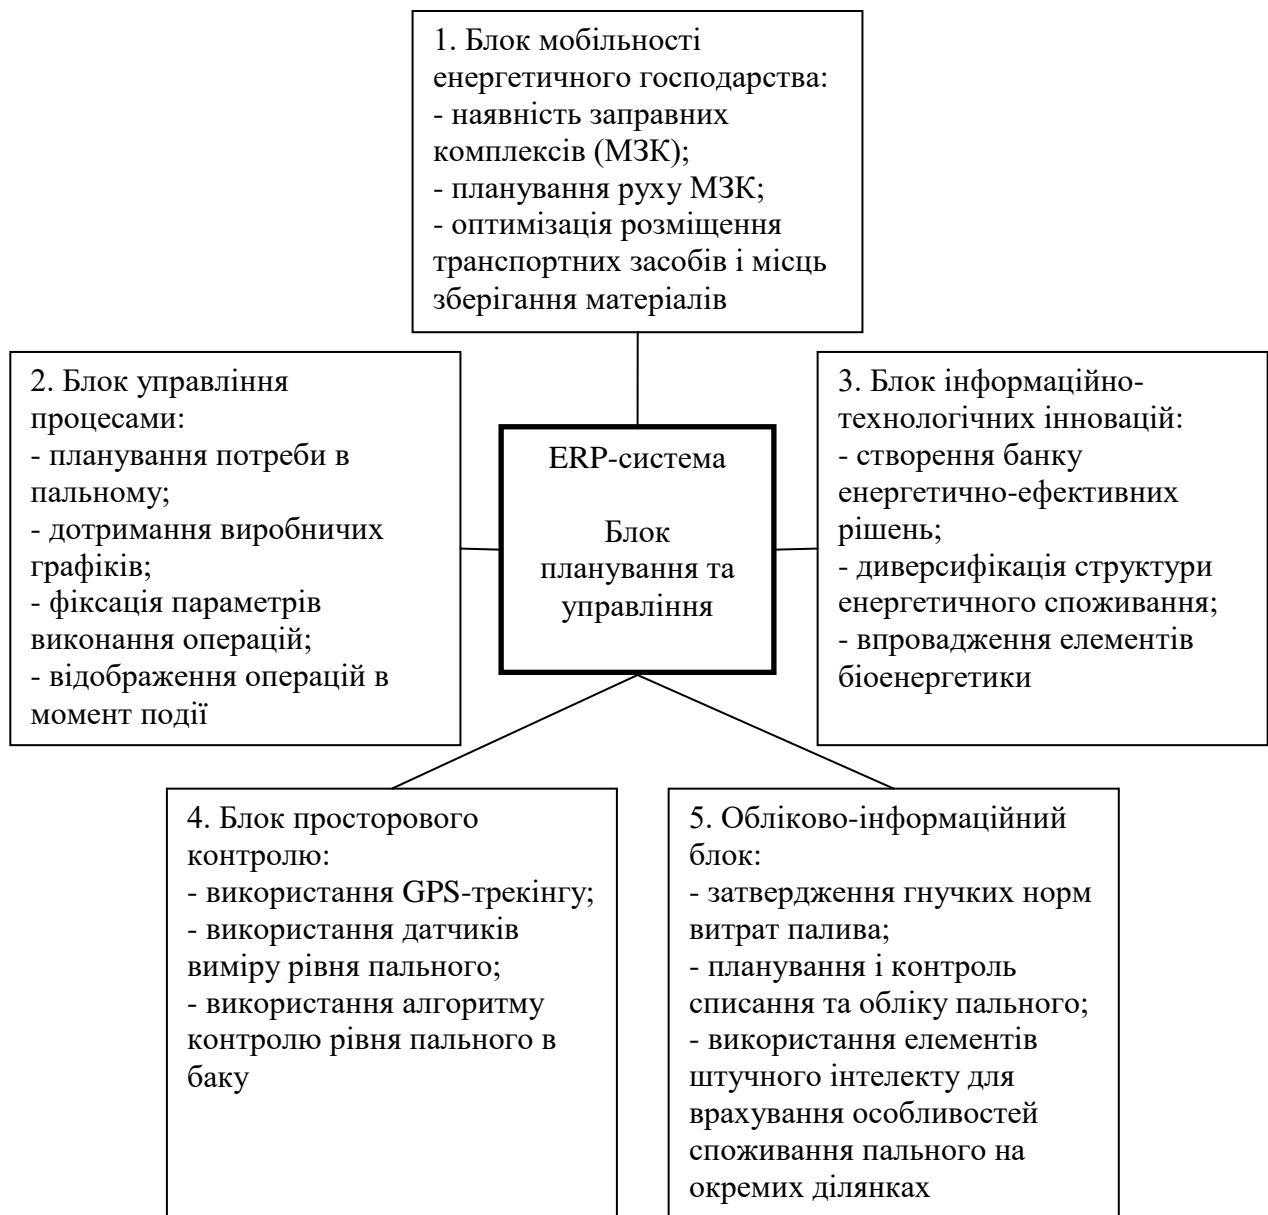 1. Блок мобільності
енергетичного господарства:
- наявність заправних
комплексів (МЗК);
- планування руху МЗК;
- оптимізація розміщення
транспортних засобів і місць
зберігання матеріалів
2. Блок управління
процесами:
- планування потреби в
пальному;
- дотримання виробничих
графіків;
- фіксація параметрів
виконання операцій;
- відображення операцій в
момент події
ERP-система
Блок
планування та
управління
3. Блок інформаційно-
технологічних інновацій:
- створення банку
енергетично-ефективних
рішень;
- диверсифікація структури
енергетичного споживання;
- впровадження елементів
біоенергетики
4. Блок просторового
контролю:
- використання GPS-трекінгу;
- використання датчиків
виміру рівня пального;
- використання алгоритму
контролю рівня пального в
баку
5. Обліково-інформаційний
блок:
- затвердження гнучких норм
витрат палива;
- планування і контроль
списання та обліку пального;
- використання елементів
штучного інтелекту для
врахування особливостей
споживання пального на
окремих ділянках